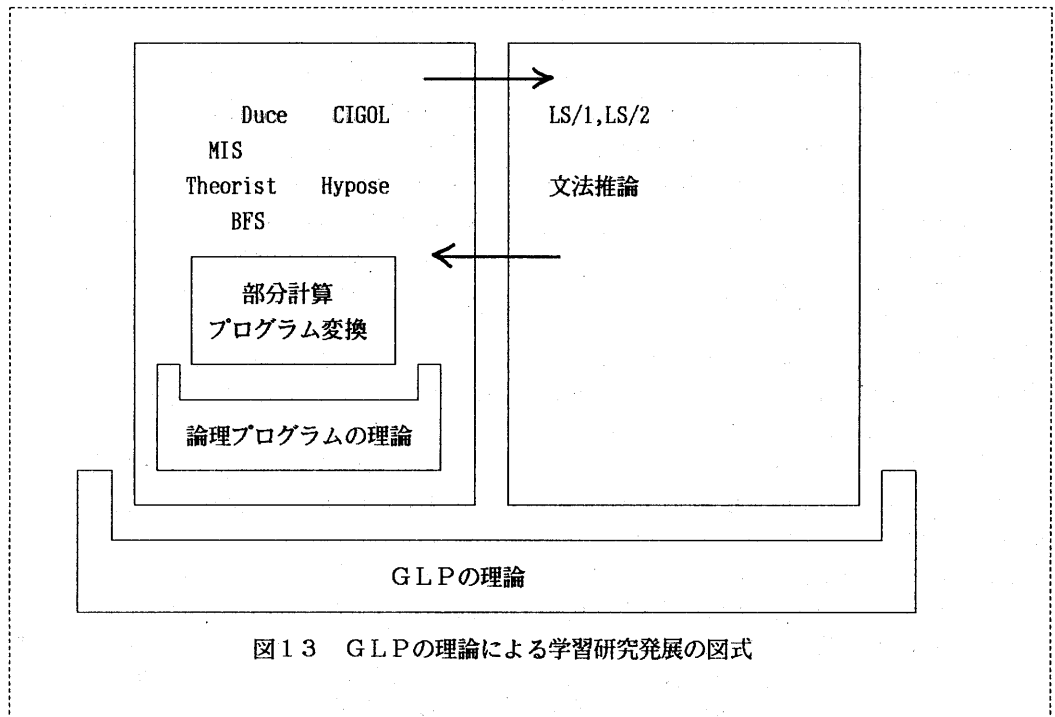 Duce CIGOL
MIS
Theorist Hypose
BFS
部分計算
プログラム変換
論理プログラムの理論
LS/1,LS/2
文法推論
GLPの理論
図13 GLPの理論による学習研究発展の図式